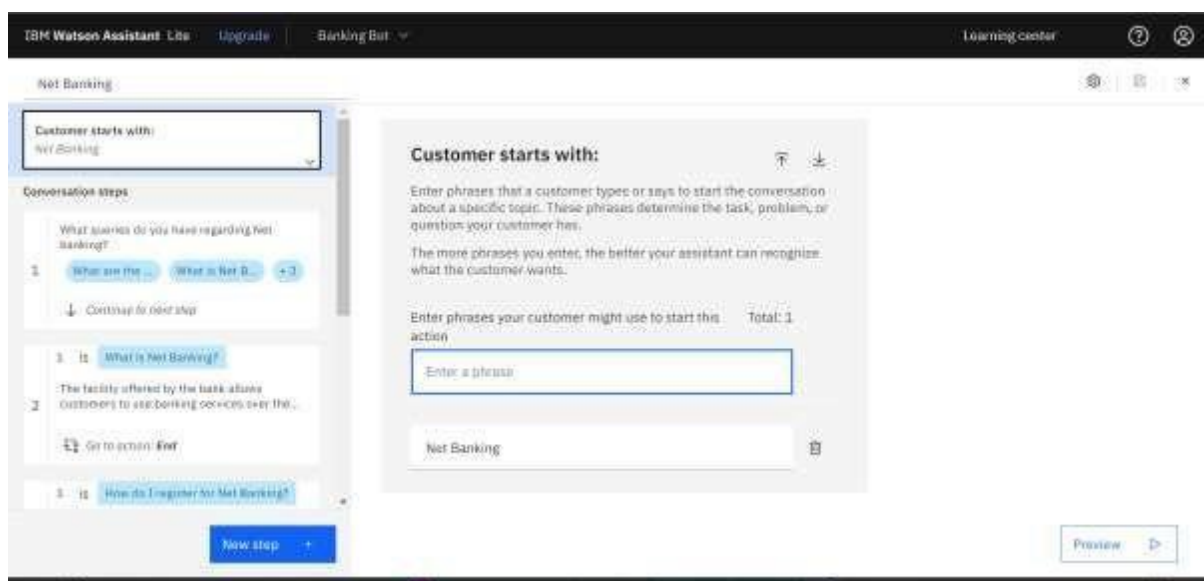 IBM Watson Assistant Lite Upgrade Banking Bot Learning center
Net Banking
Customer starts with:
Net Banking
Conversation steps
What queries do you have regarding Net
banking?
1 What are the ... What is Net B... + 3
Continue to next step
1 is What is Net Banking?
The facility offered by the bank allows
2 customers to use banking services over the...
Go to action: End
1 is How do I register for Net Banking?
New step +
Customer starts with:
Enter phrases that a customer types or says to start the conversation
about a specific topic. These phrases determine the task, problem, or
question your customer has.
The more phrases you enter, the better your assistant can recognize
what the customer wants.
Enter phrases your customer might use to start this Total: 1
action
Enter a phrase
Net Banking
Preview